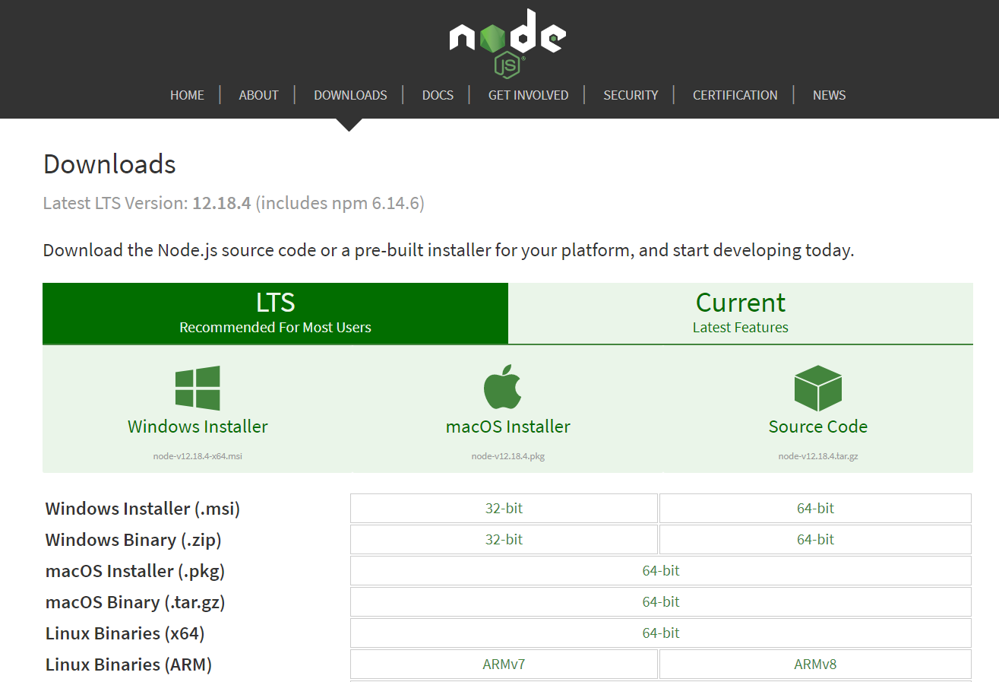 node
JS®
HOME | ABOUT | DOWNLOADS | DOCS | GET INVOLVED | SECURITY | CERTIFICATION | NEWS
Downloads
Latest LTS Version: 12.18.4 (includes npm 6.14.6)
Download the Node.js source code or a pre-built installer for your platform, and start developing today.
LTS
Recommended For Most Users
Current
Latest Features
Windows Installer
node-v12.18.4-x64.msi
macOS Installer
node-v12.18.4.pkg
Source Code
node-v12.18.4.tar.gz
Windows Installer (.msi) 32-bit 64-bit
Windows Binary (.zip) 32-bit 64-bit
macOS Installer (.pkg) 64-bit
macOS Binary (.tar.gz) 64-bit
Linux Binaries (x64) 64-bit
Linux Binaries (ARM) ARMv7 ARMv8